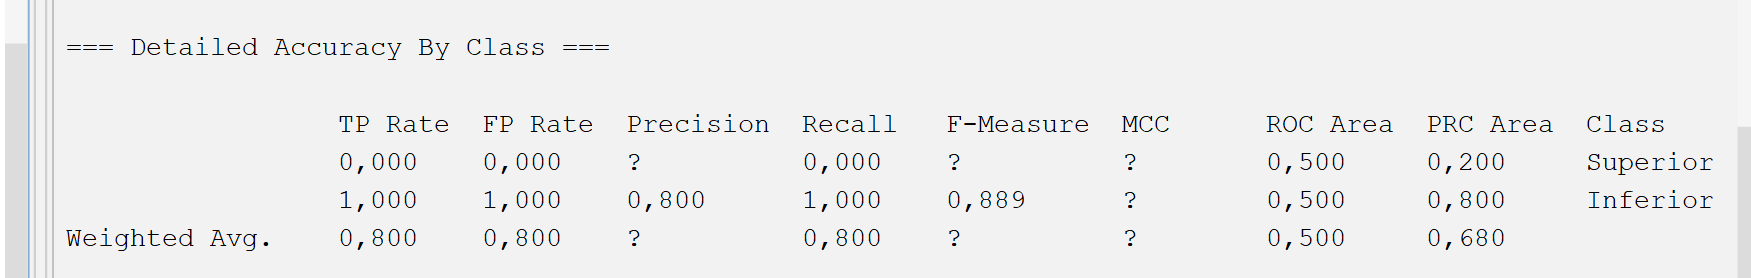 === Detailed Accuracy By Class ===
TP Rate FP Rate Precision Recall F-Measure MCC ROC Area PRC Area Class
0,000 0,000 ? 0,000 ? ? 0,500 0,200 Superior
1,000 1,000 0,800 1,000 0,889 ? 0,500 0,800 Inferior
Weighted Avg. 0,800 0,800 ? 0,800 ? ? 0,500 0,680